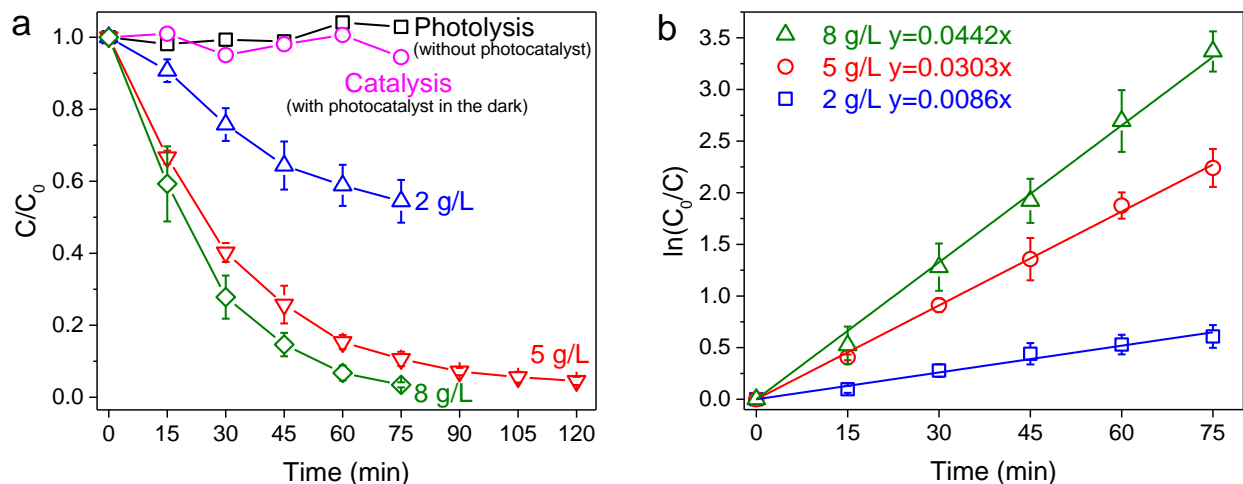 a
Photolysis
(without photocatalyst)
Catalysis
(with photocatalyst in the dark)
2 g/L
5 g/L
8 g/L
C/C0
1.0
0.8
0.6
0.4
0.2
0.0
0 15 30 45 60 75 90 105 120
Time (min)
b
8 g/L y=0.0442x
5 g/L y=0.0303x
2 g/L y=0.0086x
ln(C0/C)
3.5
3.0
2.5
2.0
1.5
1.0
0.5
0.0
0 15 30 45 60 75
Time (min)